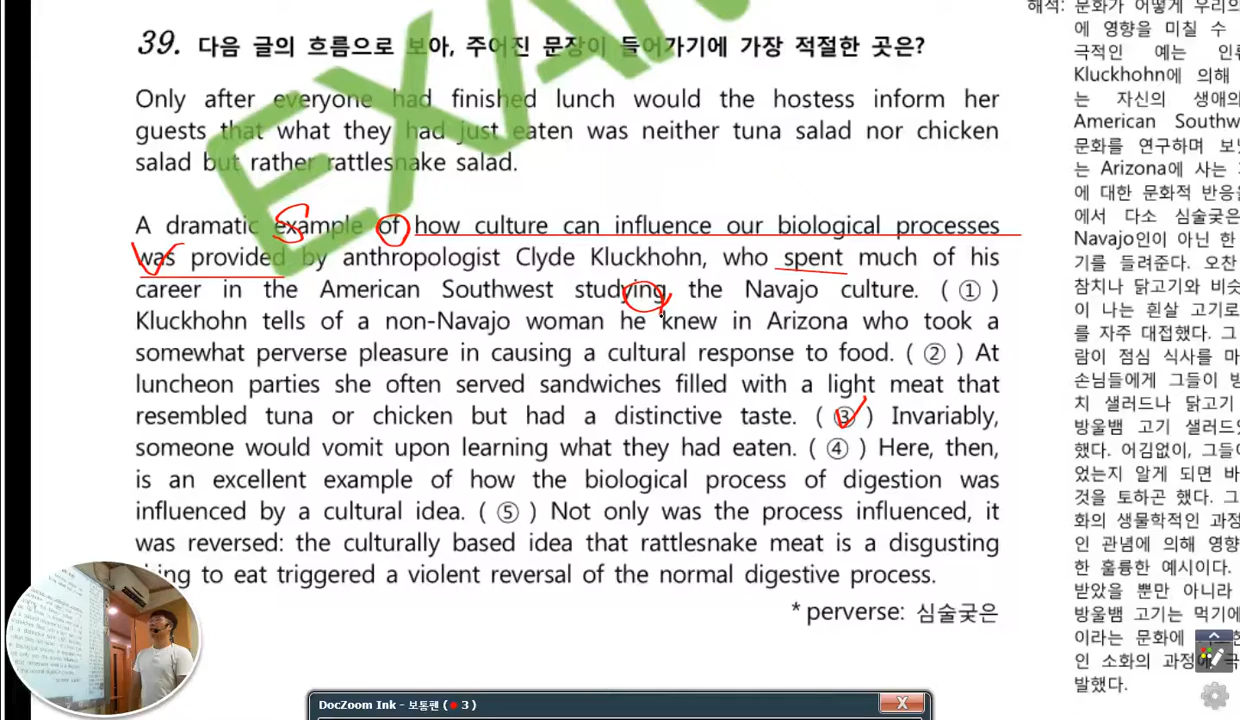 39. 다음 글의 흐름으로 보아, 주어진 문장이 들어가기에 가장 적절한 곳은?
Only after everyone had finished lunch would the hostess inform her
guests that what they had just eaten was neither tuna salad nor chicken
salad but rather rattlesnake salad.
A dramatic example of how culture can influence our biological processes
was provided by anthropologist Clyde Kluckhohn, who spent much of his
career in the American Southwest studying the Navajo culture. ( ① )
Kluckhohn tells of a non-Navajo woman he knew in Arizona who took a
somewhat perverse pleasure in causing a cultural response to food. ( ② ) At
luncheon parties she often served sandwiches filled with a light meat that
resembled tuna or chicken but had a distinctive taste. ( ③ ) Invariably,
someone would vomit upon learning what they had eaten. ( ④ ) Here, then,
is an excellent example of how the biological process of digestion was
influenced by a cultural idea. ( ⑤ ) Not only was the process influenced, it
was reversed: the culturally based idea that rattlesnake meat is a disgusting
to eat triggered a violent reversal of the normal digestive process.
* perverse: 심술궂은
해석: 문화가 어떻게 우리의
에 영향을 미칠 수
극적인 예는 인류
Kluckhohn에 의해
는 자신의 생애의
American Southw
문화를 연구하며 보냈
는 Arizona에 사는
에 대한 문화적 반응을
에서 다소 심술궂은
Navajo인이 아닌 한
기를 들려준다. 오찬
참치나 닭고기와 비슷
이 나는 흰살 고기로
를 자주 대접했다. 그
람이 점심 식사를 마
손님들에게 그들이 방
치 샐러드나 닭고기
방울뱀 고기 샐러드
했다. 어김없이, 그들이
었는지 알게 되면 바
것을 토하곤 했다. 그
화의 생물학적인 과정
인 관념에 의해 영향
한 훌륭한 예시이다.
받았을 뿐만 아니라
방울뱀 고기는 먹기에
이라는 문화에
인 소화의 과정에 극
발했다.
EXAM
DocZoom Ink - 보통펜 ( 3 )